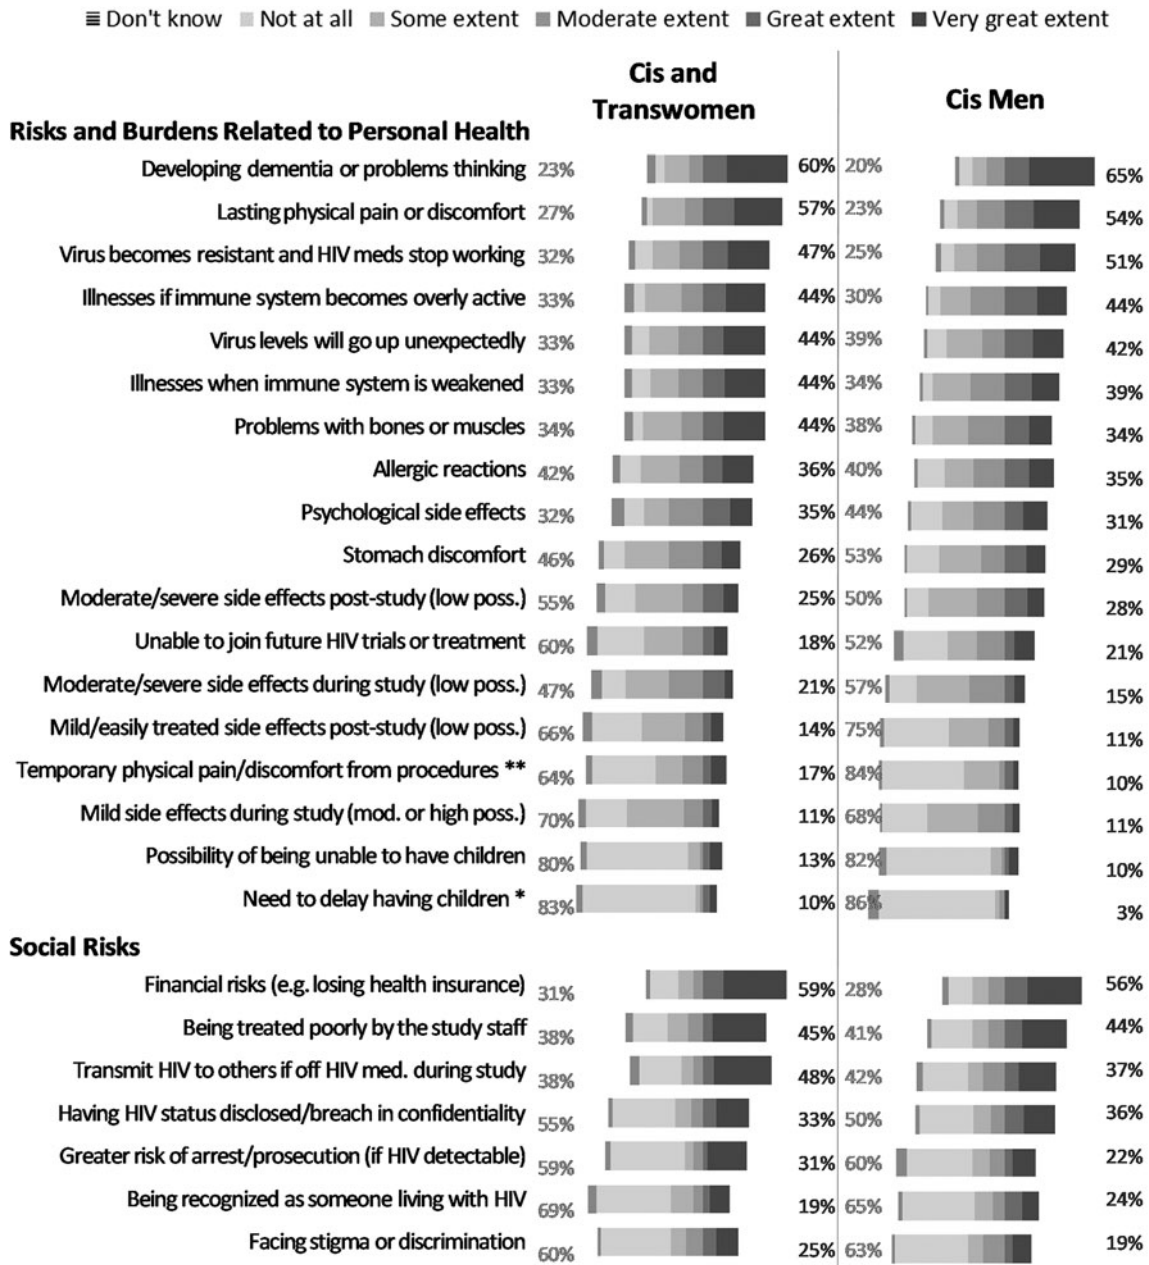 Don't know Not at all Some extent Moderate extent Great extent Very great extent
Cis and
Transwomen
Cis Men
Risks and Burdens Related to Personal Health
Developing dementia or problems thinking 23% 60% 20% 65%
Lasting physical pain or discomfort 27% 57% 23% 54%
Virus becomes resistant and HIV meds stop working 32% 47% 25% 51%
Illnesses if immune system becomes overly active 33% 44% 30% 44%
Virus levels will go up unexpectedly 33% 44% 39% 42%
Illnesses when immune system is weakened 33% 44% 34% 39%
Problems with bones or muscles 34% 44% 38% 34%
Allergic reactions 42% 36% 40% 35%
Psychological side effects 32% 35% 44% 31%
Stomach discomfort 46% 26% 53% 29%
Moderate/severe side effects post-study (low poss.) 55% 25% 50% 28%
Unable to join future HIV trials or treatment 60% 18% 52% 21%
Moderate/severe side effects during study (low poss.) 47% 21% 57% 15%
Mild/easily treated side effects post-study (low poss.) 66% 14% 75% 11%
Temporary physical pain/discomfort from procedures ** 64% 17% 84% 10%
Mild side effects during study (mod. or high poss.) 70% 11% 68% 11%
Possibility of being unable to have children 80% 13% 82% 10%
Need to delay having children * 83% 10% 86% 3%
Social Risks
Financial risks (e.g. losing health insurance) 31% 59% 28% 56%
Being treated poorly by the study staff 38% 45% 41% 44%
Transmit HIV to others if off HIV med. during study 38% 48% 42% 37%
Having HIV status disclosed/breach in confidentiality 55% 33% 50% 36%
Greater risk of arrest/prosecution (if HIV detectable) 59% 31% 60% 22%
Being recognized as someone living with HIV 69% 19% 65% 24%
Facing stigma or discrimination 60% 25% 63% 19%